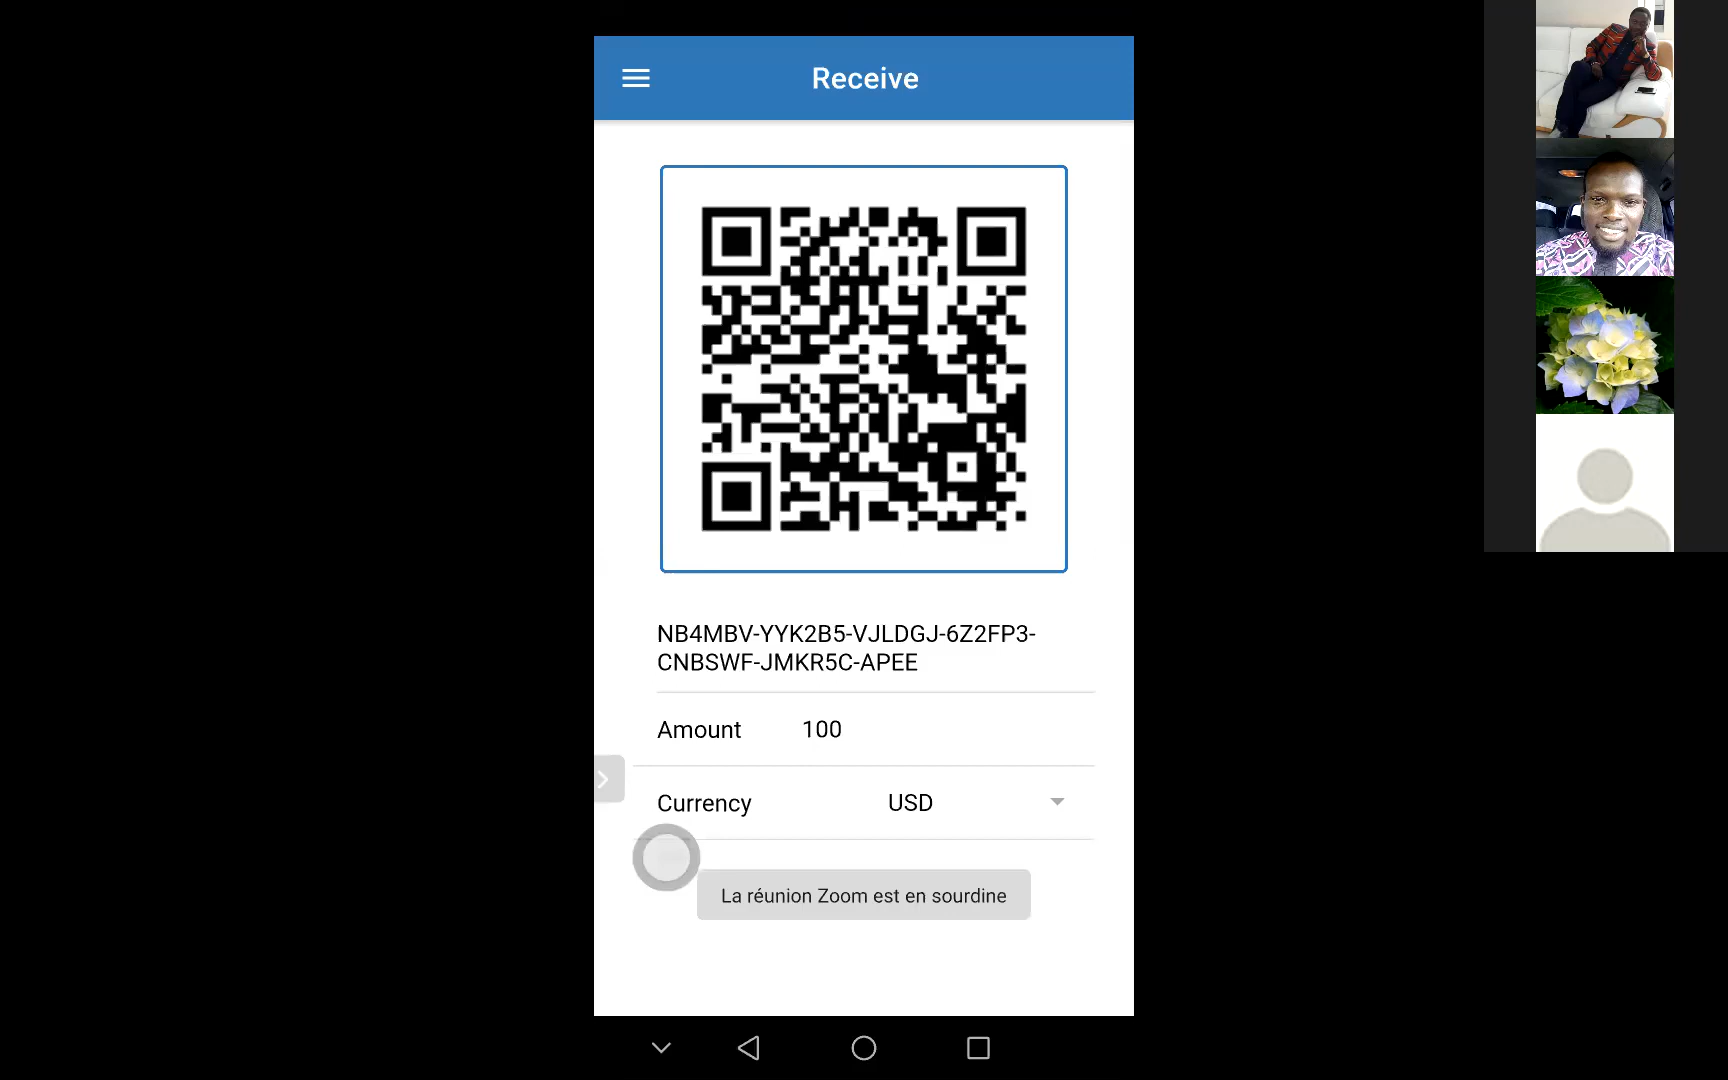 Receive
NB4MBV-YYK2B5-VJLDGJ-6Z2FP3-
CNBSWF-JMKR5C-APEE
Amount 100
Currency USD
La réunion Zoom est en sourdine